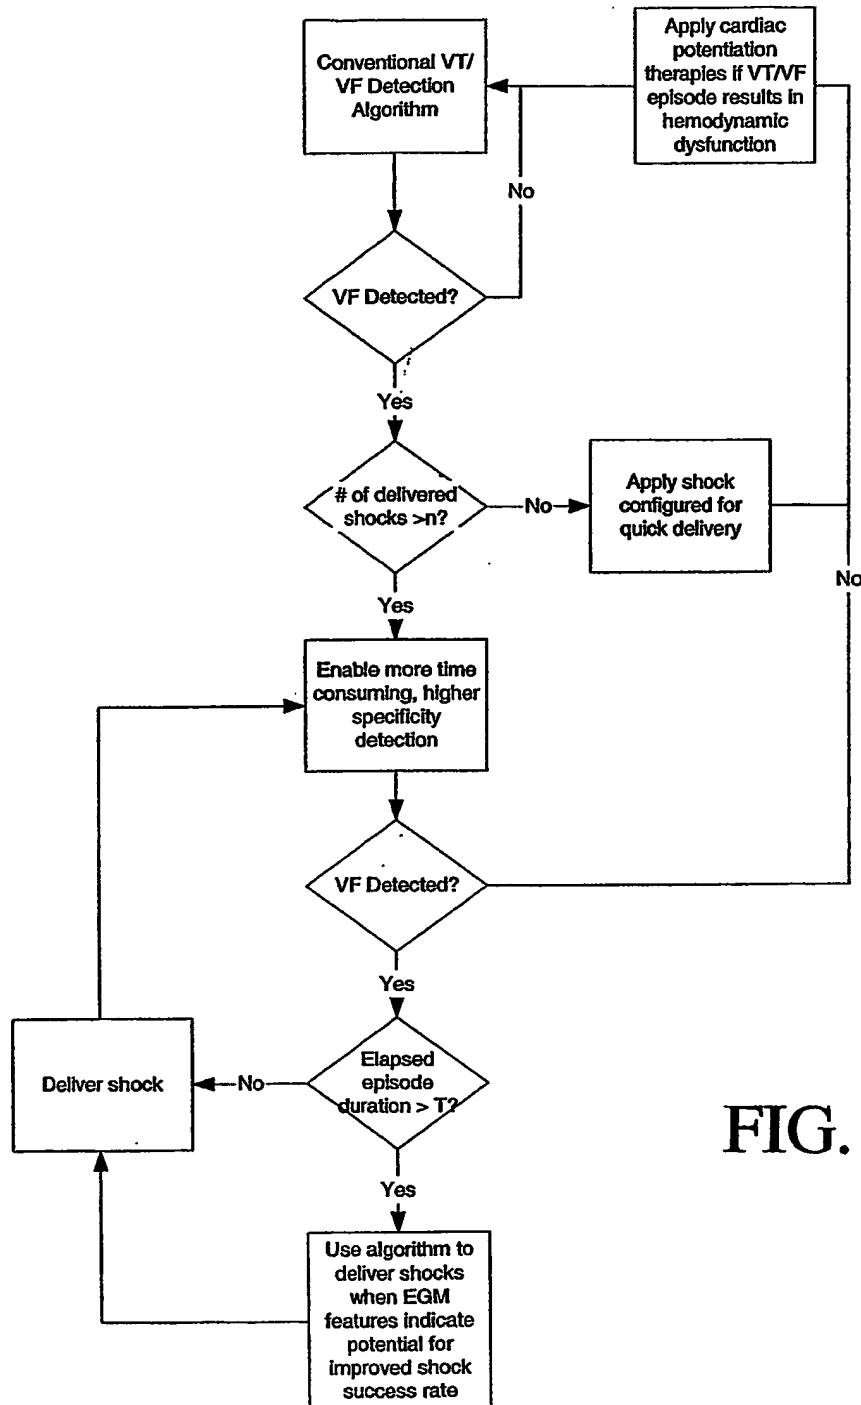 Conventional VT/
VF Detection
Algorithm
Apply cardiac
potentiation
therapies if VT/VF
episode results in
hemodynamic
dysfunction
No
VF Detected?
Yes
# of delivered
shocks >n?
No
Apply shock
configured for
quick delivery
No
Yes
Enable more time
consuming, higher
specificity
detection
VF Detected?
Yes
Elapsed
episode
duration > T?
No
Deliver shock
Yes
Use algorithm to
deliver shocks
when EGM
features indicate
potential for
improved shock
success rate
FIG.